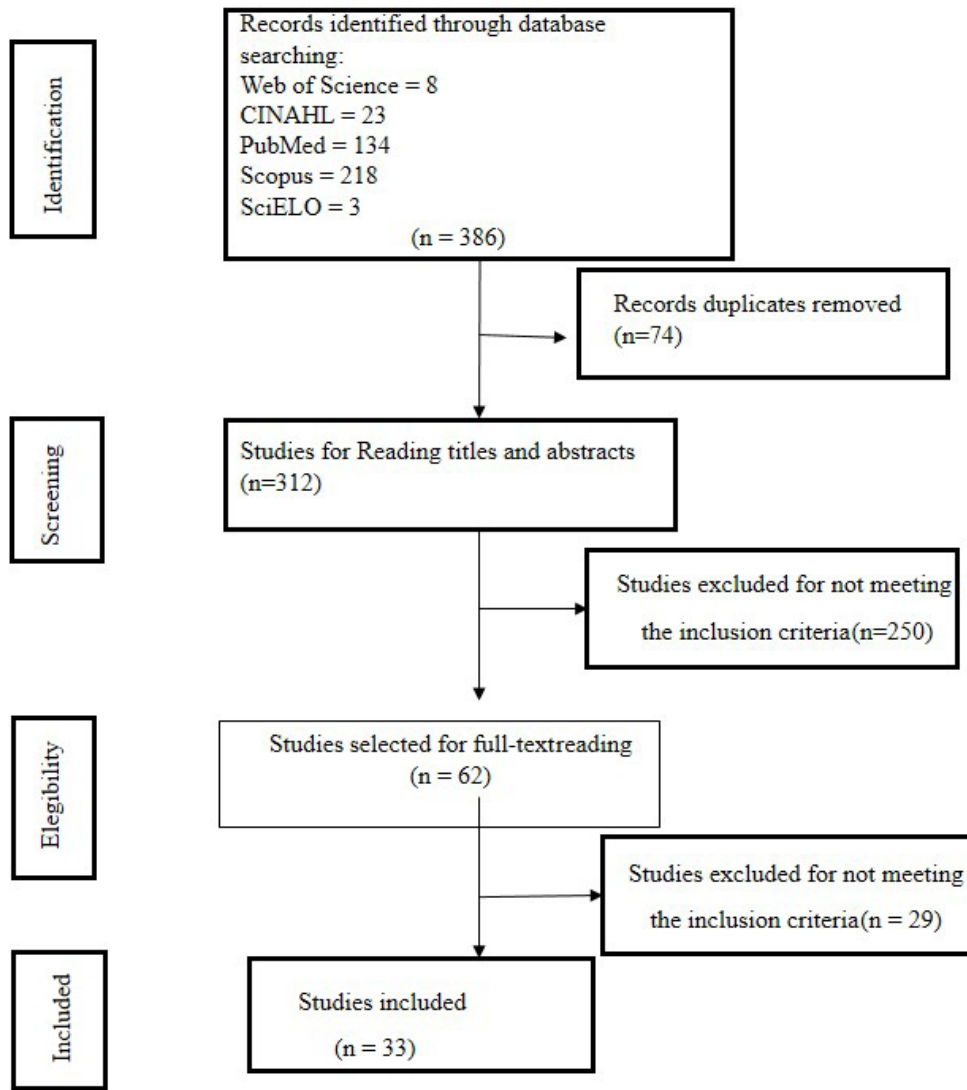 Identification
Records identified through database
searching:
Web of Science = 8
CINAHL = 23
PubMed = 134
Scopus = 218
SciELO = 3
(n = 386)
Records duplicates removed
(n=74)
Screening
Studies for Reading titles and abstracts
(n=312)
Studies excluded for not meeting
the inclusion criteria(n=250)
Elegibility
Studies selected for full-textreading
(n = 62)
Studies excluded for not meeting
the inclusion criteria(n = 29)
Included
Studies included
(n = 33)